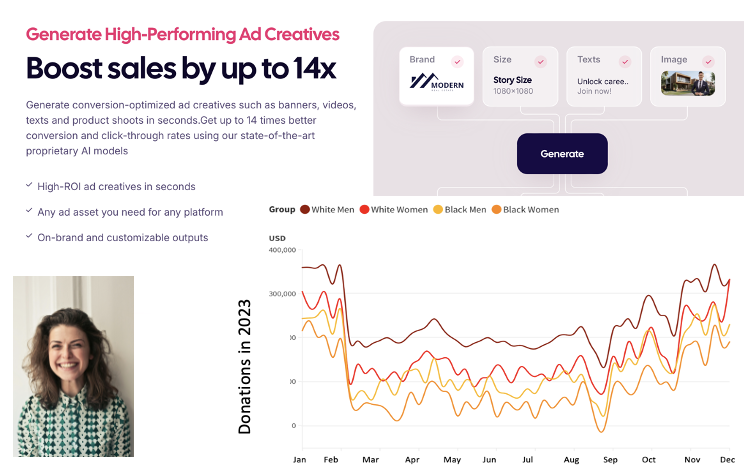 Generate High-Performing Ad Creatives
Boost sales by up to 14x
Generate conversion-optimized ad creatives such as banners, videos,
texts and product shoots in seconds.Get up to 14 times better
conversion and click-through rates using our state-of-the-art
proprietary AI models
High-ROI ad creatives in seconds
Any ad asset you need for any platform
On-brand and customizable outputs
Brand
MODERN
Size
Story Size
1080×1080
Texts
Unlock caree..
Join now!
Image
Generate
Group White Men White Women Black Men Black Women
USD
400,000
300,000
0
0
0
Donations in 2023
Jan Feb Mar Apr May Jun Jul Aug Sep Oct Nov Dec